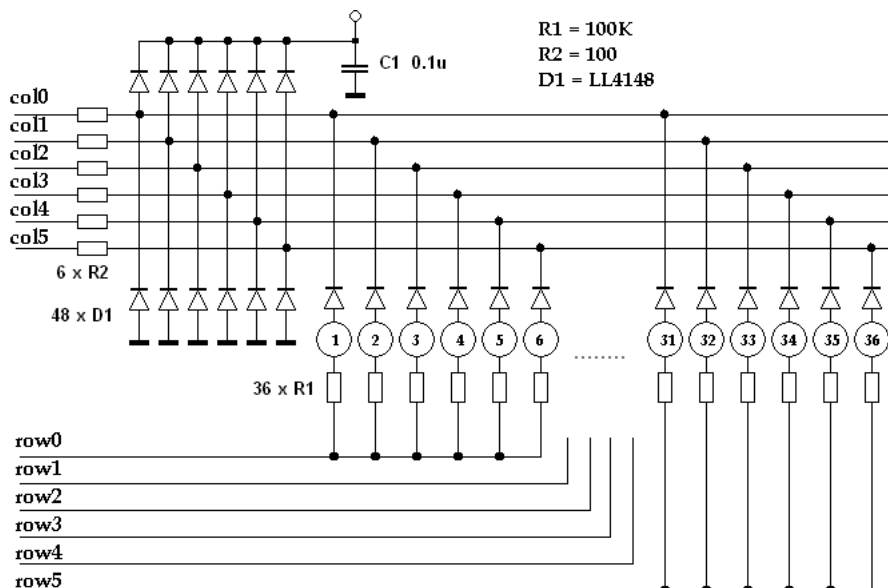 R1 = 100K
R2 = 100
D1 = LL4148
C1 0.1u
col0
col1
col2
col3
col4
col5
6 x R2
48 x D1
1 2 3 4 5 6 ........ 31 32 33 34 35 36
36 x R1
row0
row1
row2
row3
row4
row5